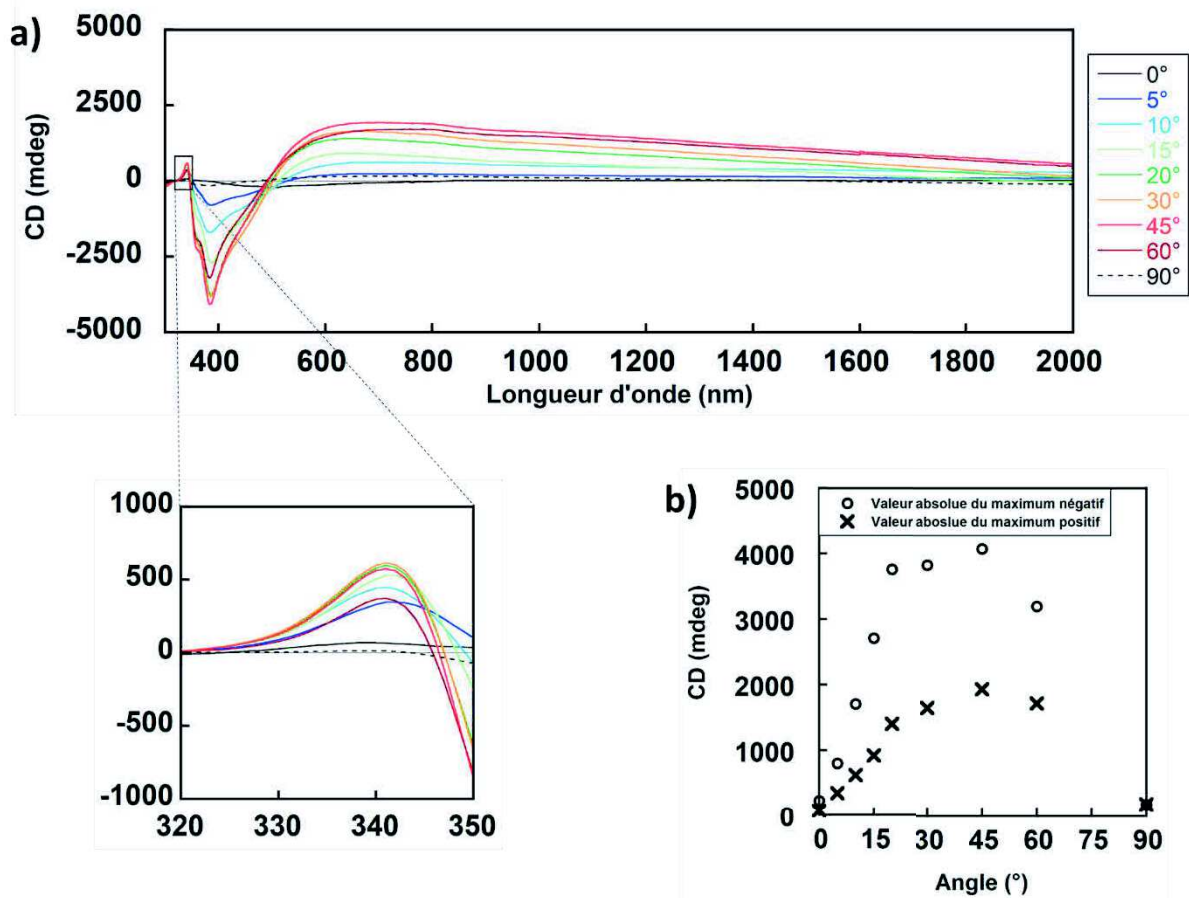 a)
5000
2500
0
-2500
-5000
CD (mdeg)
400 600 800 1000 1200 1400 1600 1800 2000
Longueur d'onde (nm)
0°
5°
10°
15°
20°
30°
45°
60°
90°
1000
500
0
-500
-1000
320 330 340 350
b)
5000
4000
3000
2000
1000
0
CD (mdeg)
Valeur absolue du maximum négatif
Valeur aboslue du maximum positif
0 15 30 45 60 75 90
Angle (°)